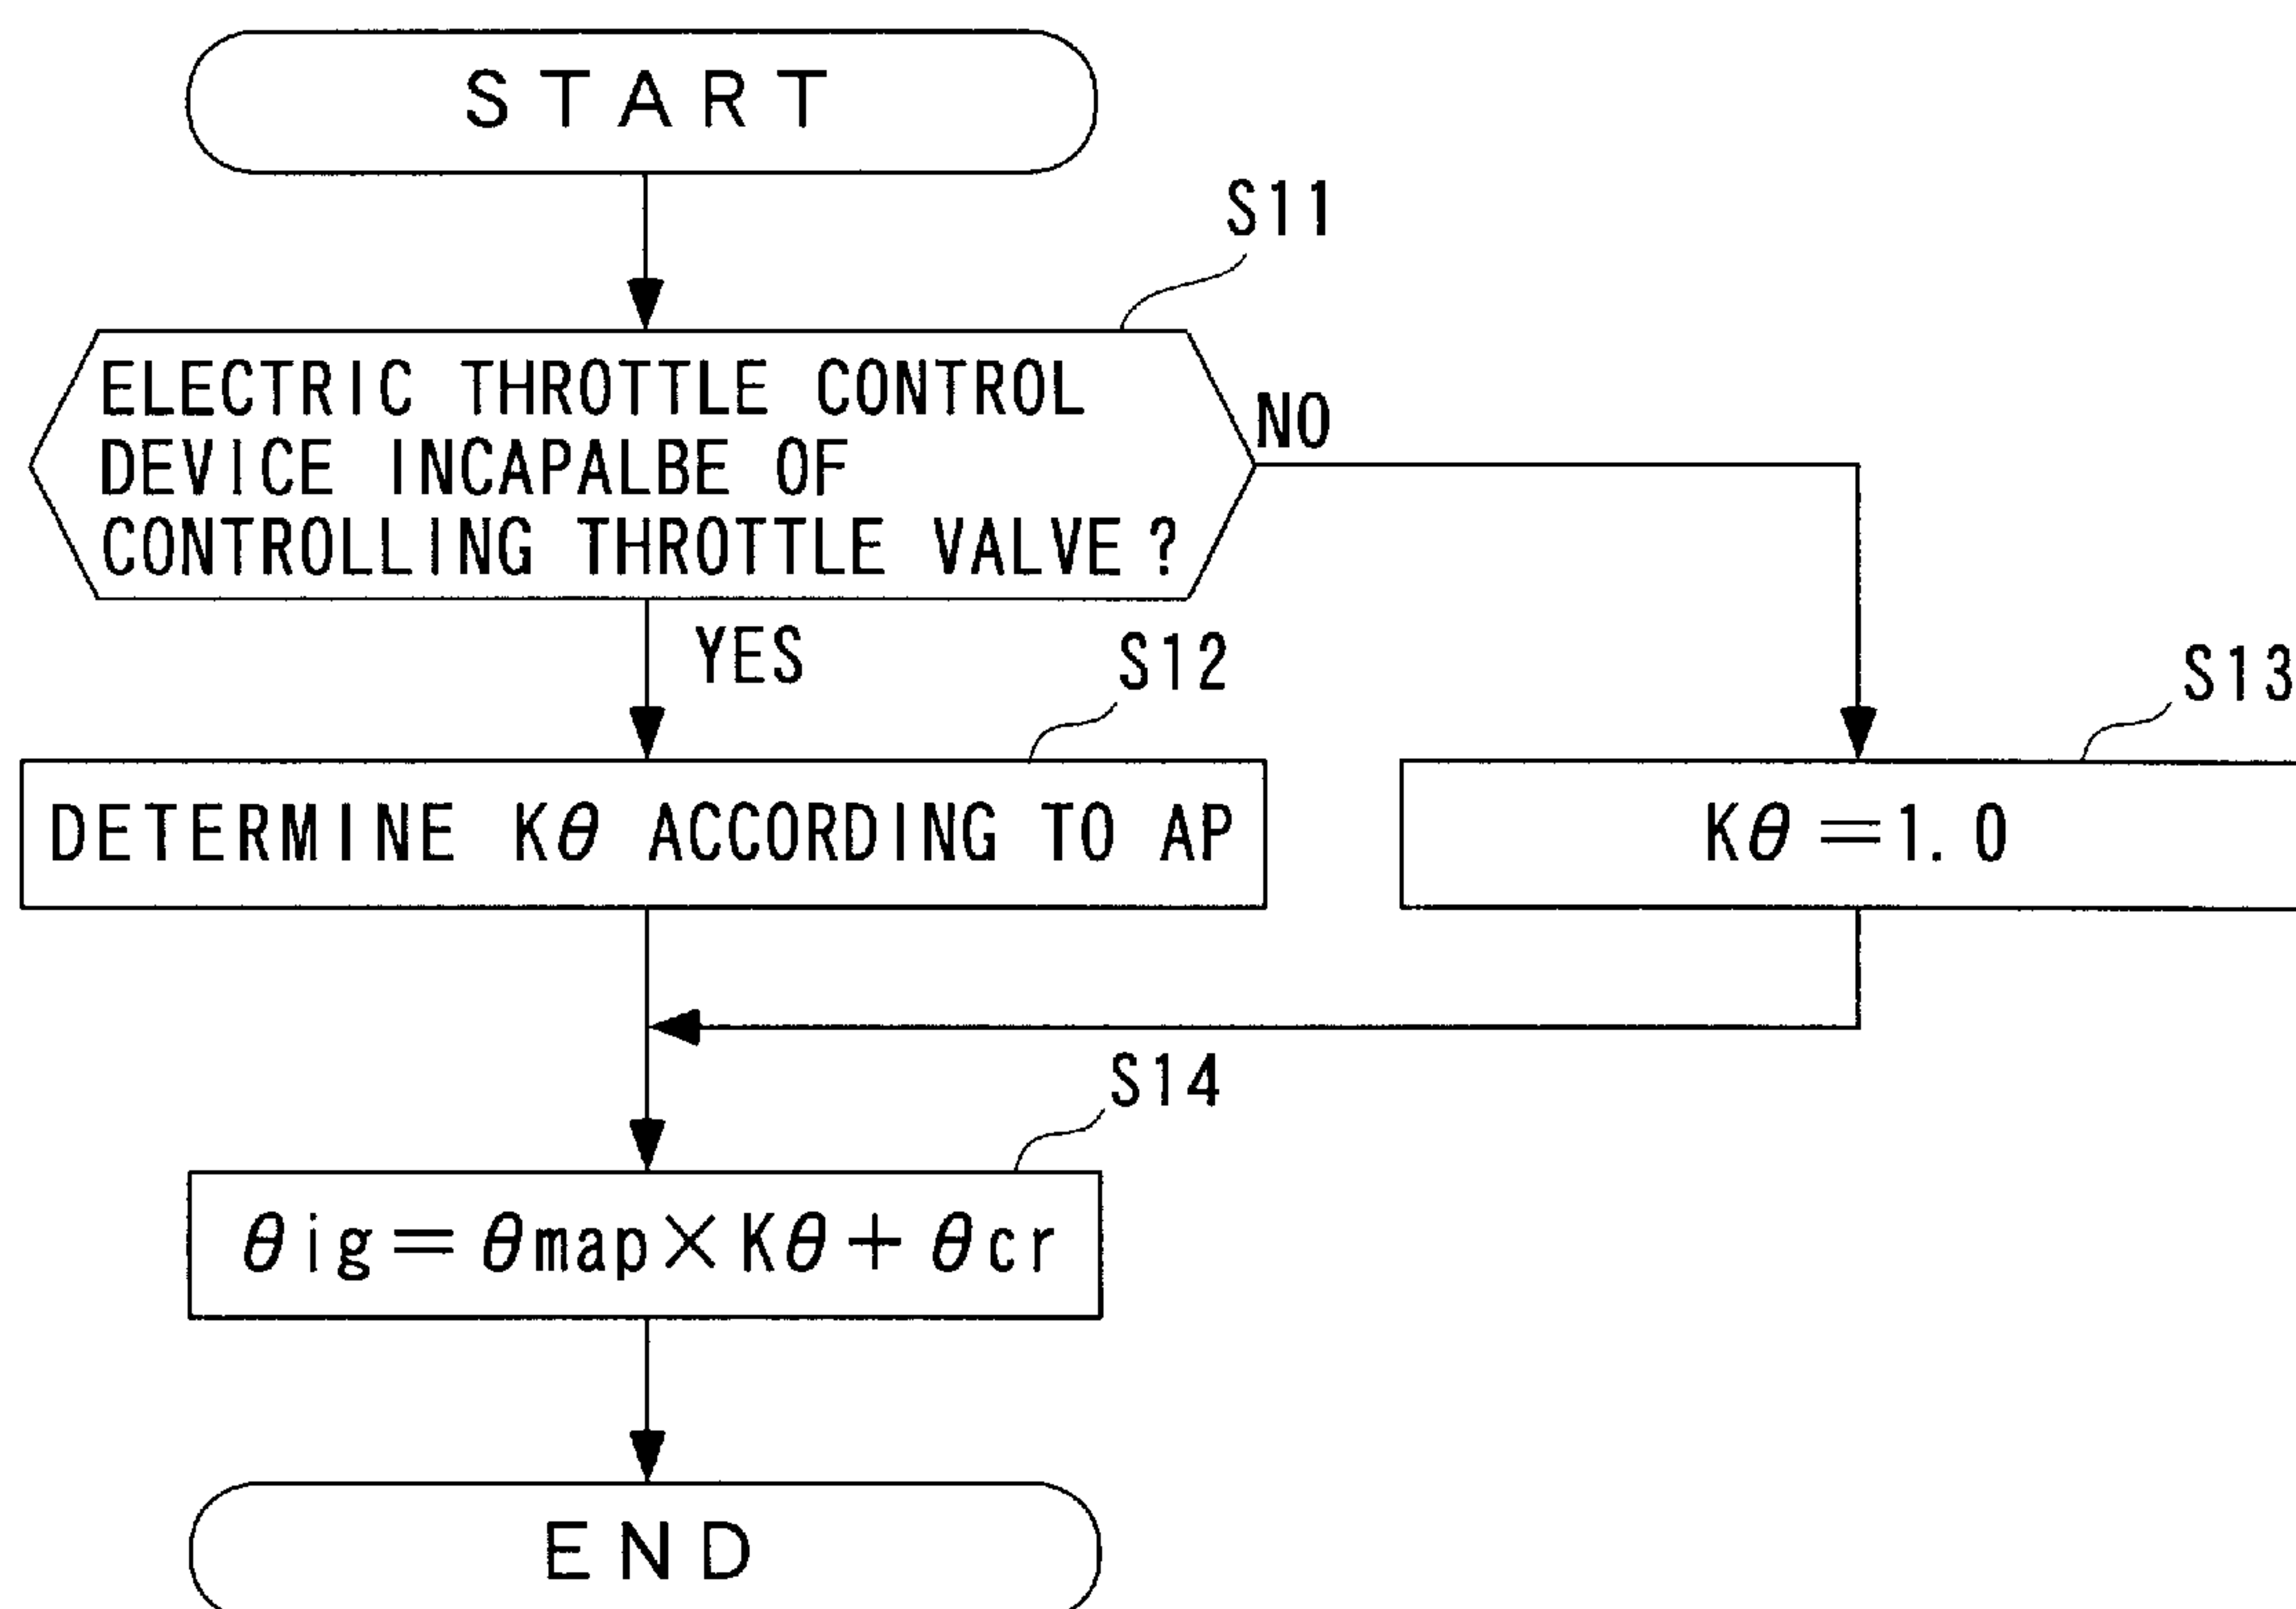 START
S11
ELECTRIC THROTTLE CONTROL
DEVICE INCAPALBE OF
CONTROLLING THROTTLE VALVE?
NO
YES
S12
S13
DETERMINE Kθ ACCORDING TO AP
Kθ=1.0
S14
θig=θmap×Kθ+θcr
END